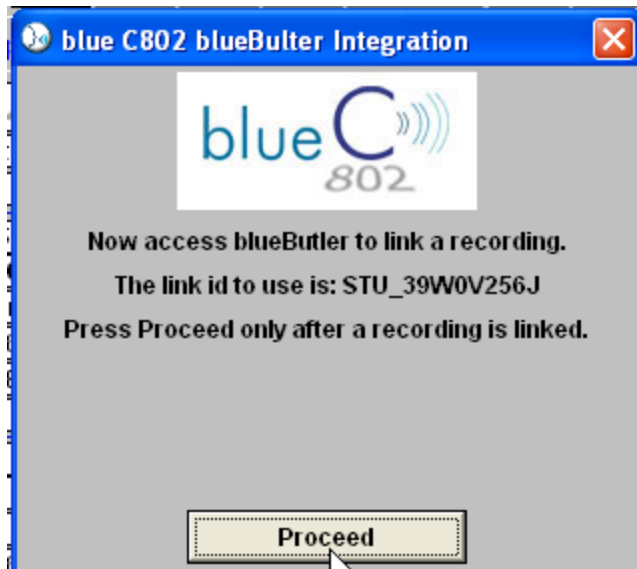 blue C802 blueBulter Integration
blue C
802
Now access blueButler to link a recording.
The link id to use is: STU_39W0V256J
Press Proceed only after a recording is linked.
Proceed